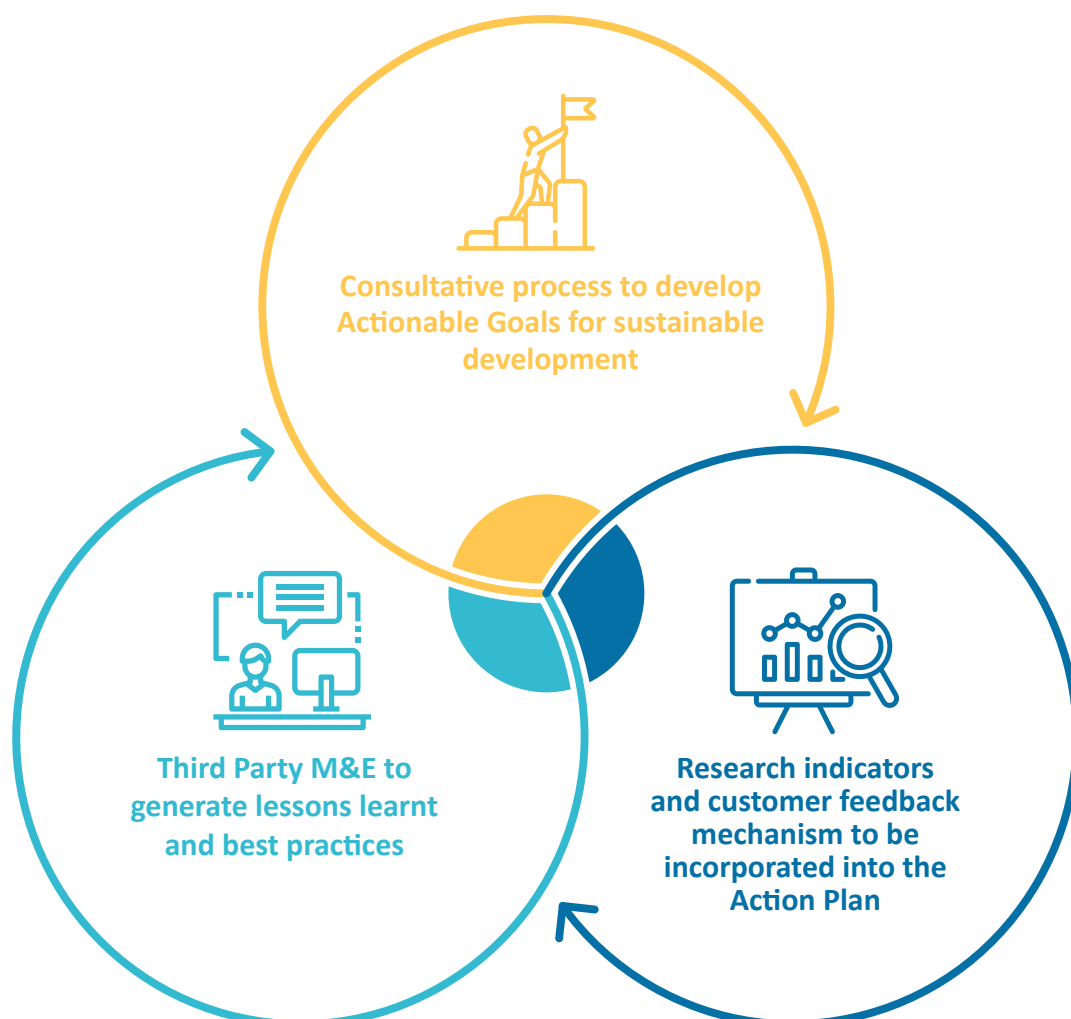 Consultative process to develop
Actionable Goals for sustainable
development
Third Party M&E to
generate lessons learnt
and best practices
Research indicators
and customer feedback
mechanism to be
incorporated into the
Action Plan